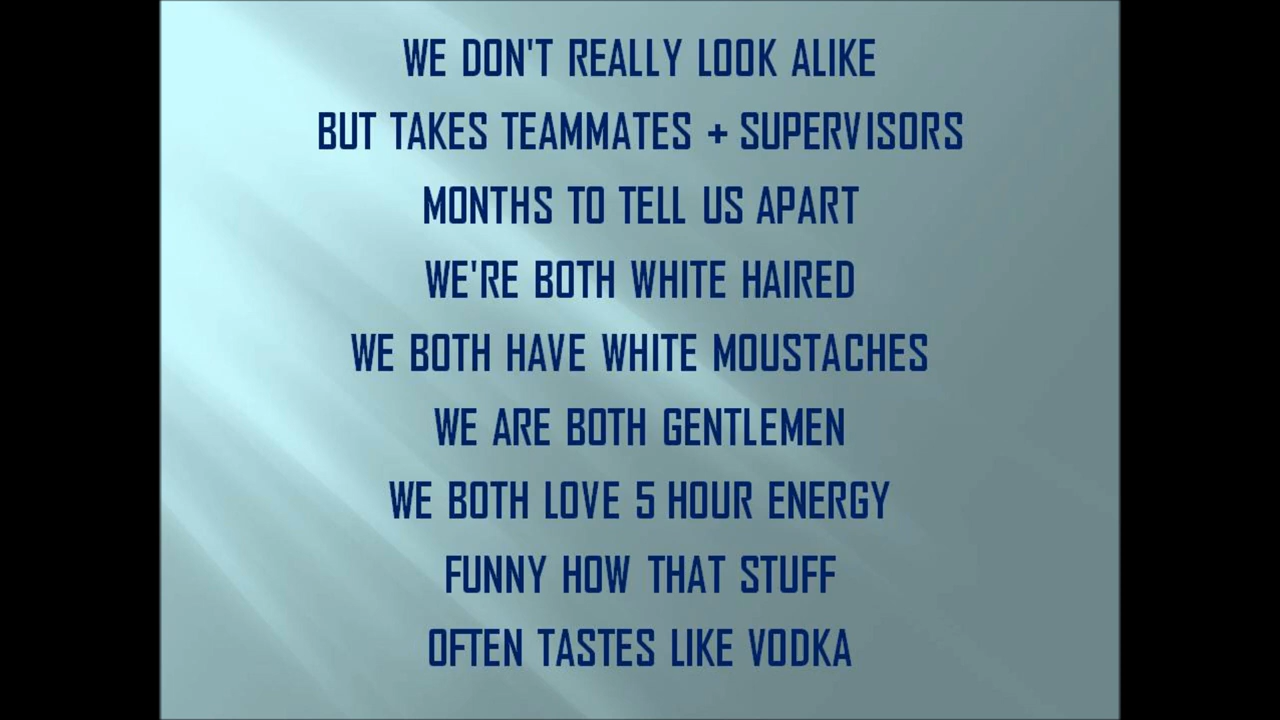 WE DON'T REALLY LOOK ALIKE
BUT TAKES TEAMMATES + SUPERVISORS
MONTHS TO TELL US APART
WE'RE BOTH WHITE HAIRED
WE BOTH HAVE WHITE MOUSTACHES
WE ARE BOTH GENTLEMEN
WE BOTH LOVE 5 HOUR ENERGY
FUNNY HOW THAT STUFF
OFTEN TASTES LIKE VODKA